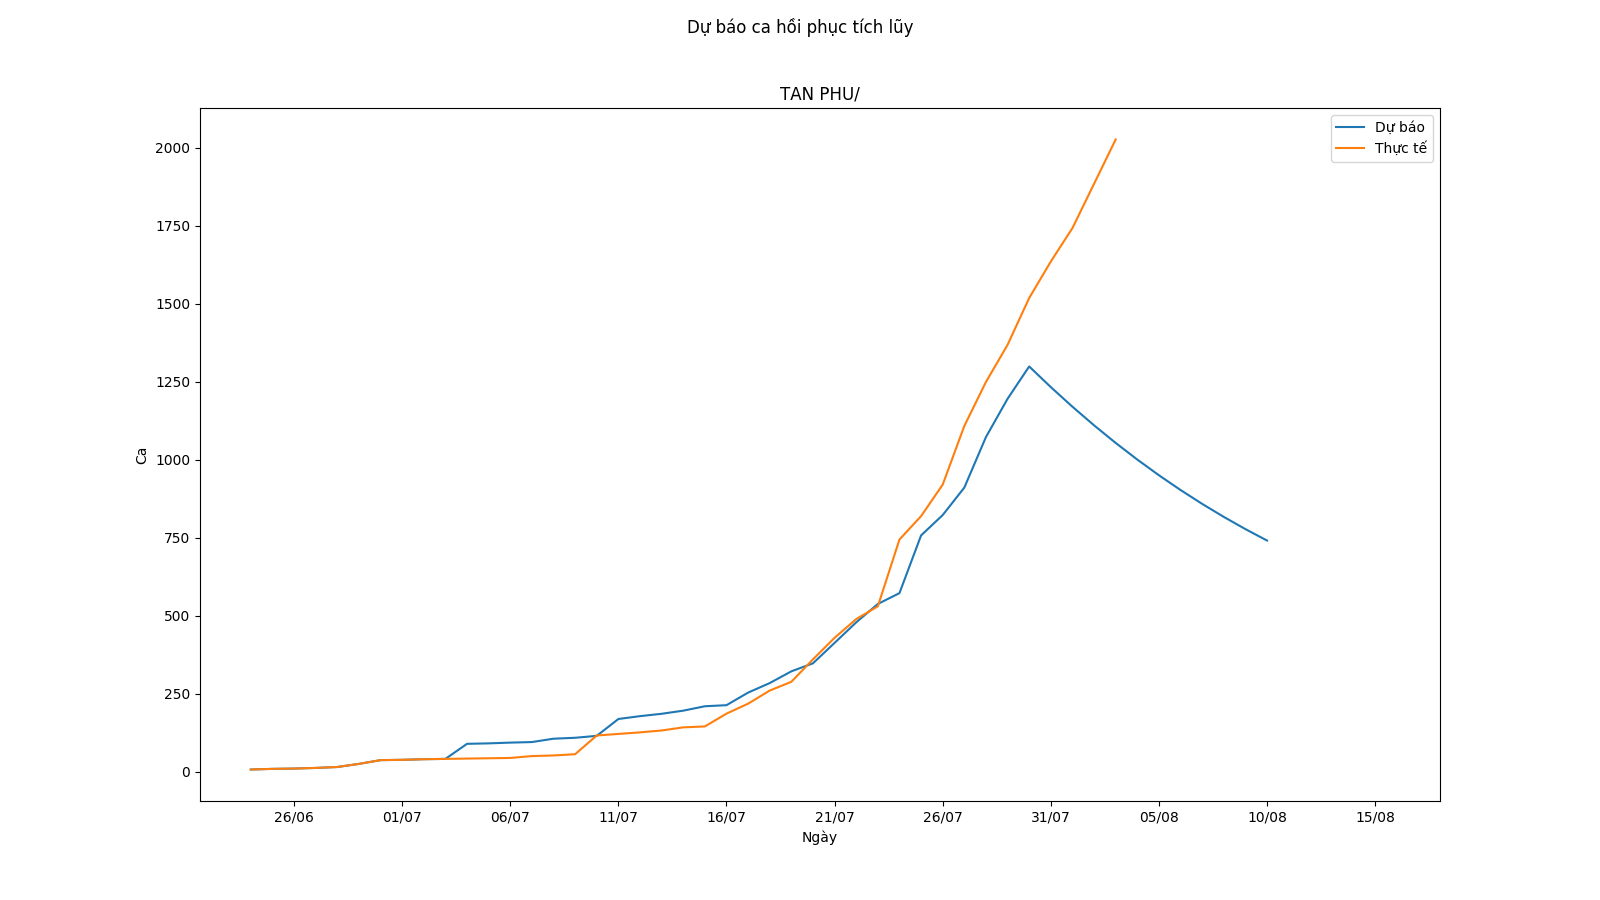 Dự báo ca hồi phục tích lũy
TAN PHU/
Dự báo
Thực tế
2000
1750
1500
1250
1000
750
500
250
0
Ca
26/06 01/07 06/07 11/07 16/07 21/07 26/07 31/07 05/08 10/08 15/08
Ngày